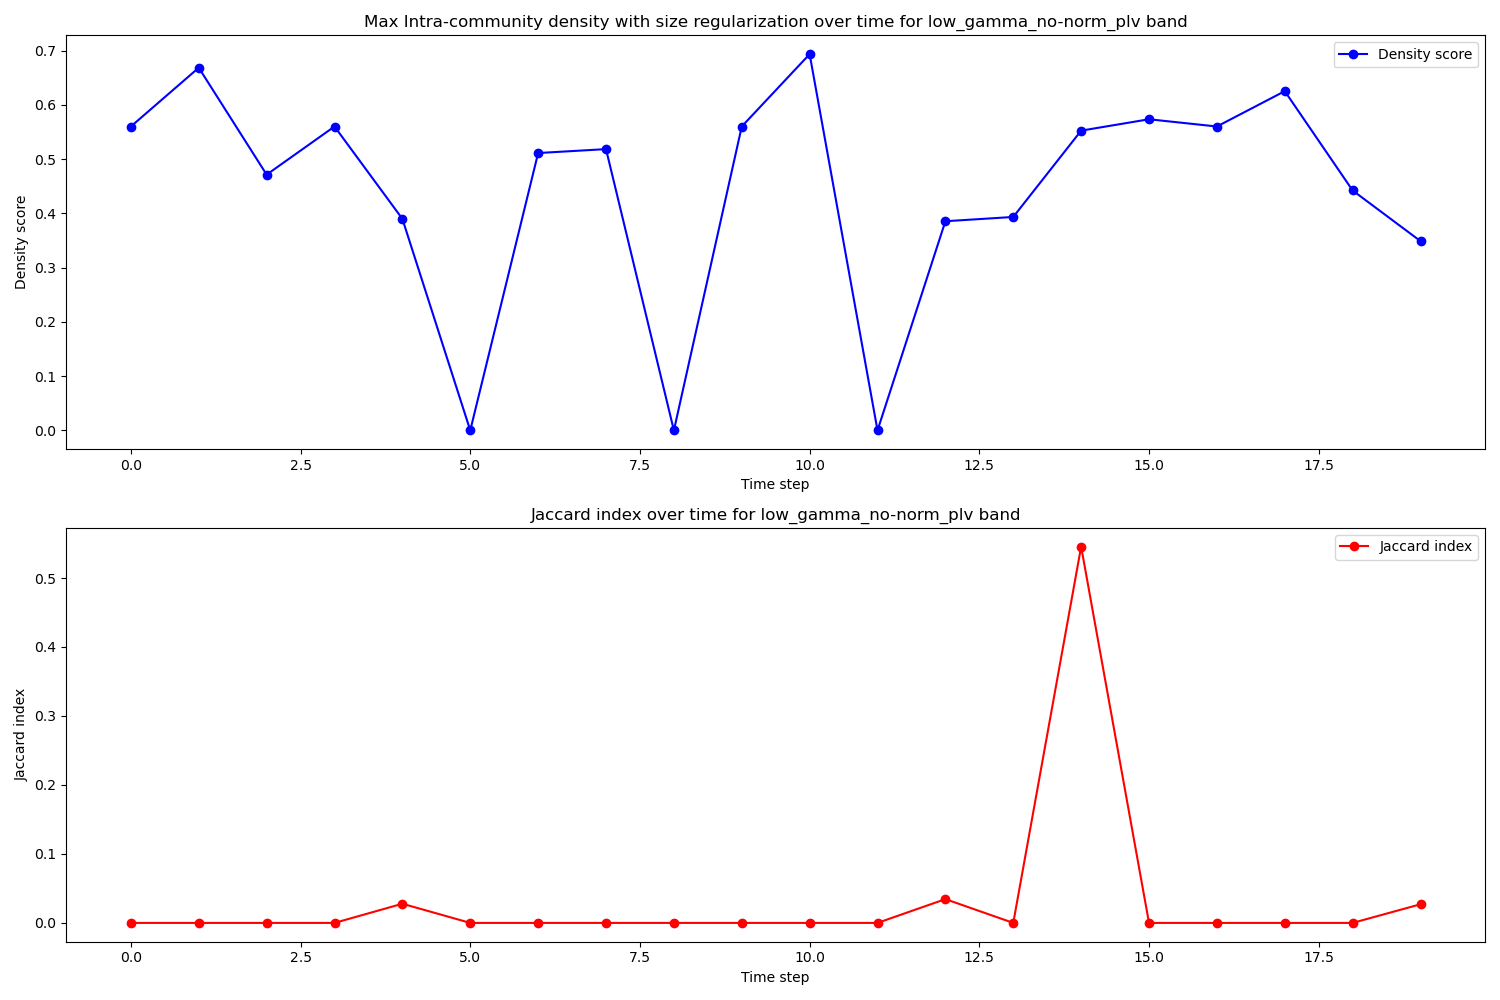 Max Intra-community density with size regularization over time for low_gamma_no-norm_plv band
Density score
0.7
0.6
0.5
0.4
0.3
0.2
0.1
0.0
Density score
0.0 2.5 5.0 7.5 10.0 12.5 15.0 17.5
Time step
Jaccard index over time for low_gamma_no-norm_plv band
Jaccard index
0.5
0.4
0.3
0.2
0.1
0.0
Jaccard index
0.0 2.5 5.0 7.5 10.0 12.5 15.0 17.5
Time step